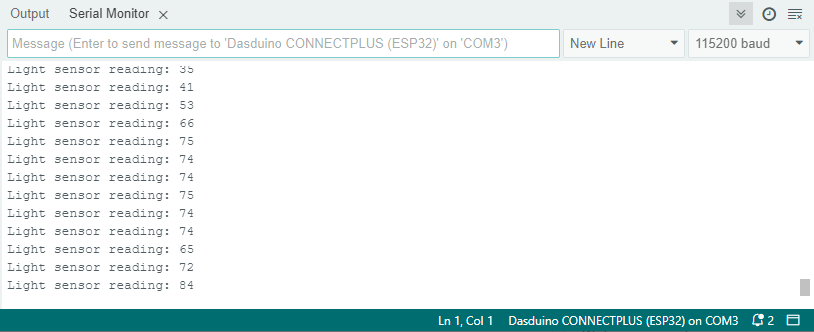 Output Serial Monitor
Message (Enter to send message to 'Dasduino CONNECTPLUS (ESP32)' on 'COM3') New Line 115200 baud
Light sensor reading: 35
Light sensor reading: 41
Light sensor reading: 53
Light sensor reading: 66
Light sensor reading: 75
Light sensor reading: 74
Light sensor reading: 74
Light sensor reading: 75
Light sensor reading: 74
Light sensor reading: 74
Light sensor reading: 65
Light sensor reading: 72
Light sensor reading: 84
Ln 1, Col 1 Dasduino CONNECTPLUS (ESP32) on COM3 2